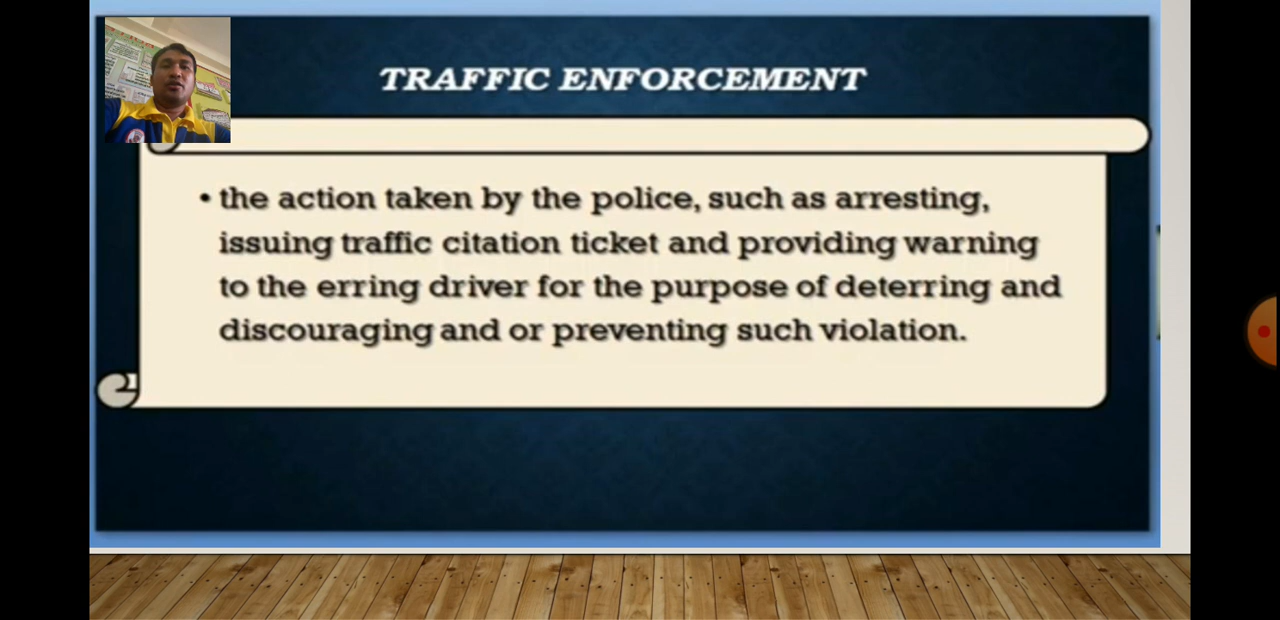 TRAFFIC ENFORCEMENT
• the action taken by the police, such as arresting,
issuing traffic citation ticket and providing warning
to the erring driver for the purpose of deterring and
discouraging and or preventing such violation.